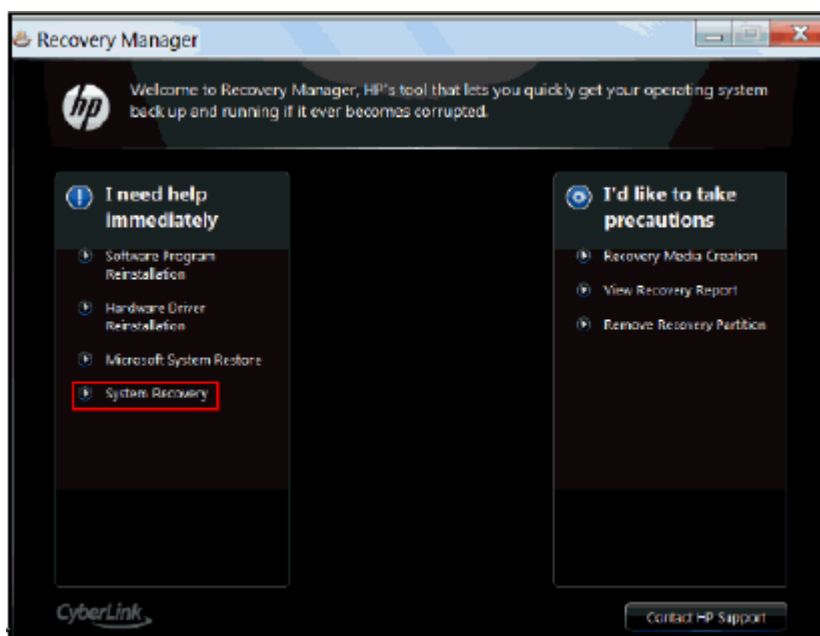 Recovery Manager
hp
Welcome to Recovery Manager, HP's tool that lets you quickly get your operating system
back up and running if it ever becomes corrupted.
I need help
immediately
Software Program
Reinstallation
Hardware Driver
Reinstallation
Microsoft System Restore
System Recovery
I'd like to take
precautions
Recovery Media Creation
View Recovery Report
Remove Recovery Partition
CyberLink
Contact HP Support